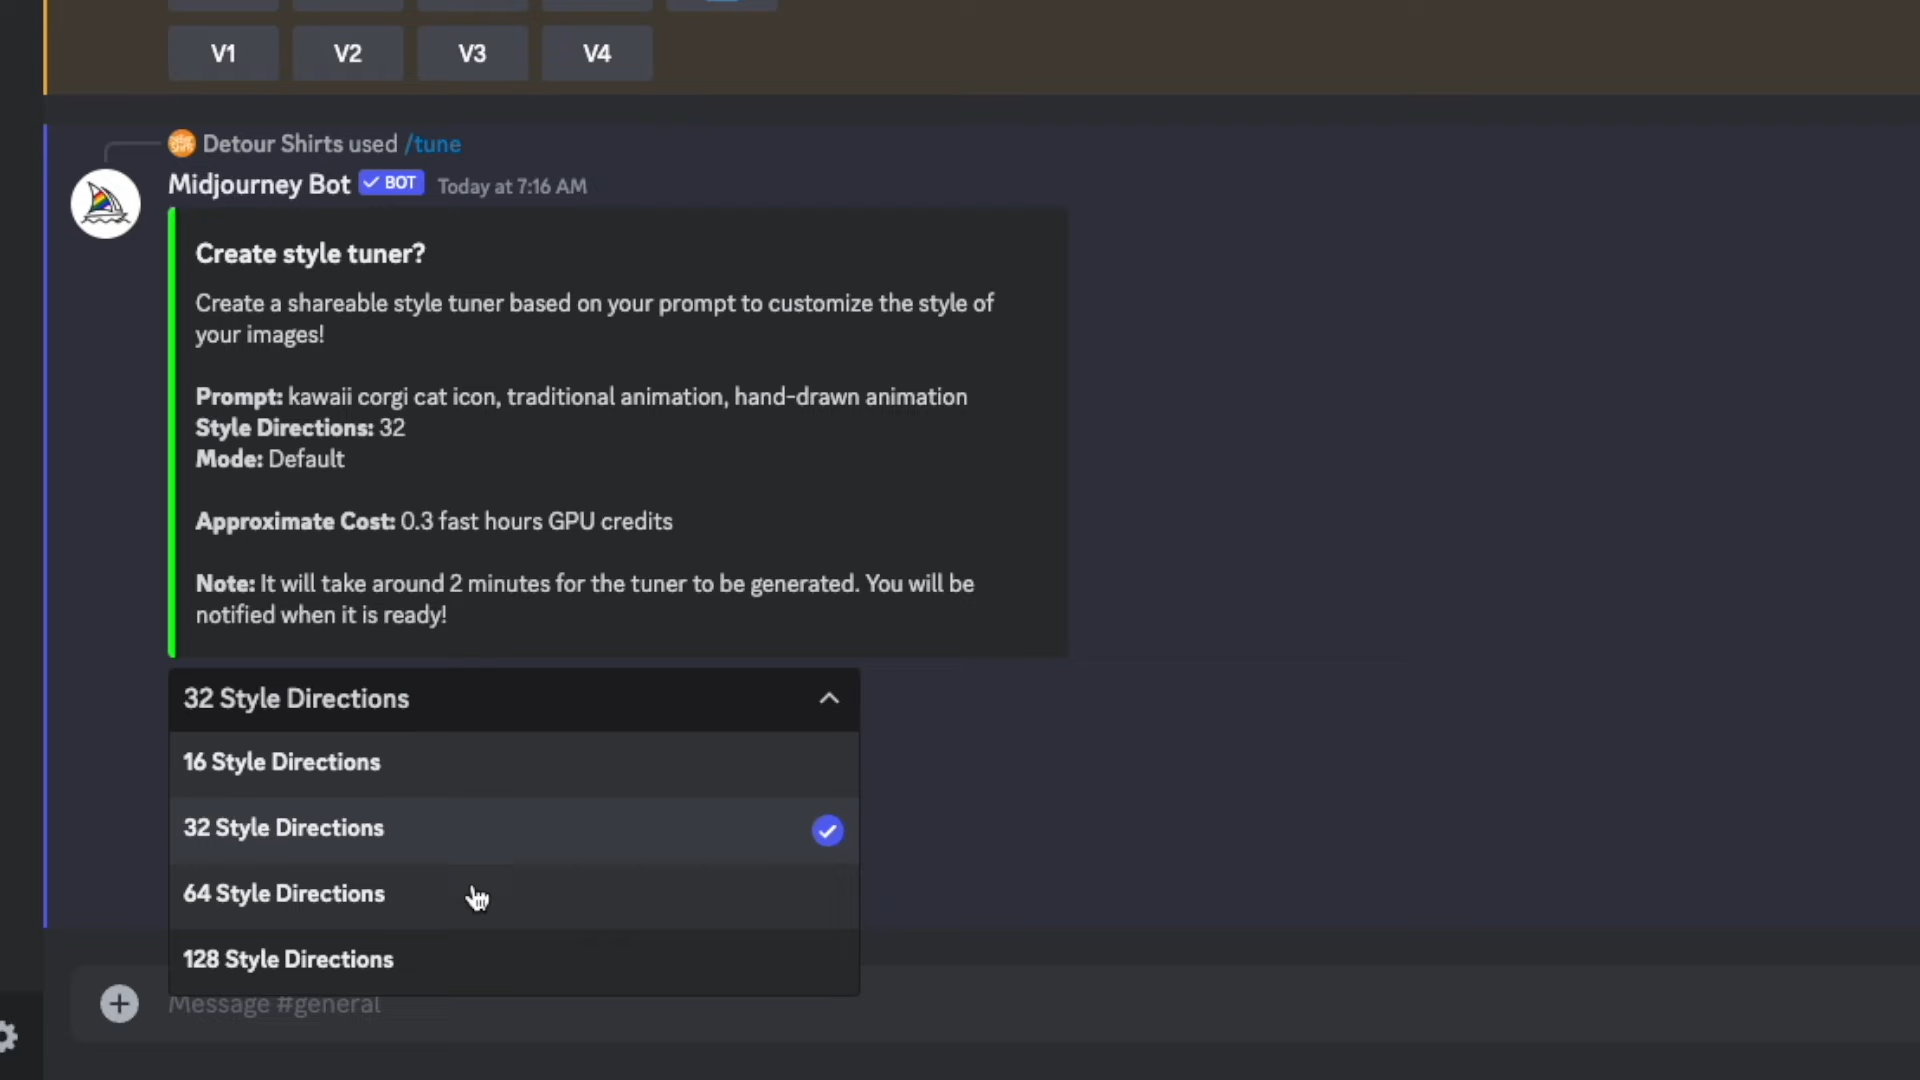 V1 V2 V3 V4
Detour Shirts used /tune
Midjourney Bot BOT Today at 7:16 AM
Create style tuner?
Create a shareable style tuner based on your prompt to customize the style of
your images!
Prompt: kawaii corgi cat icon, traditional animation, hand-drawn animation
Style Directions: 32
Mode: Default
Approximate Cost: 0.3 fast hours GPU credits
Note: It will take around 2 minutes for the tuner to be generated. You will be
notified when it is ready!
32 Style Directions
16 Style Directions
32 Style Directions
64 Style Directions
128 Style Directions
Message #general